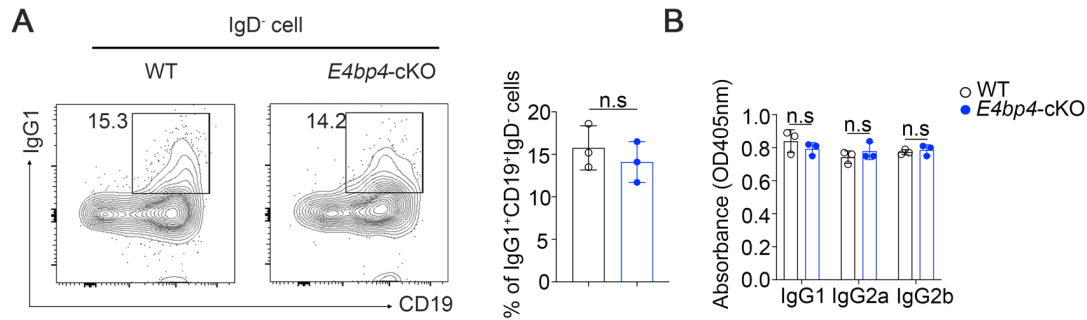 A
IgD- cell
WT
E4bp4-cKO
IgG1
15.3
14.2
CD19
% of IgG1+CD19+IgD- cells
20
15
10
5
0
n.s
B
WT
E4bp4-cKO
Absorbance (OD405nm)
1.0
0.8
0.6
0.4
0.2
0.0
n.s
n.s
n.s
IgG1 IgG2a IgG2b